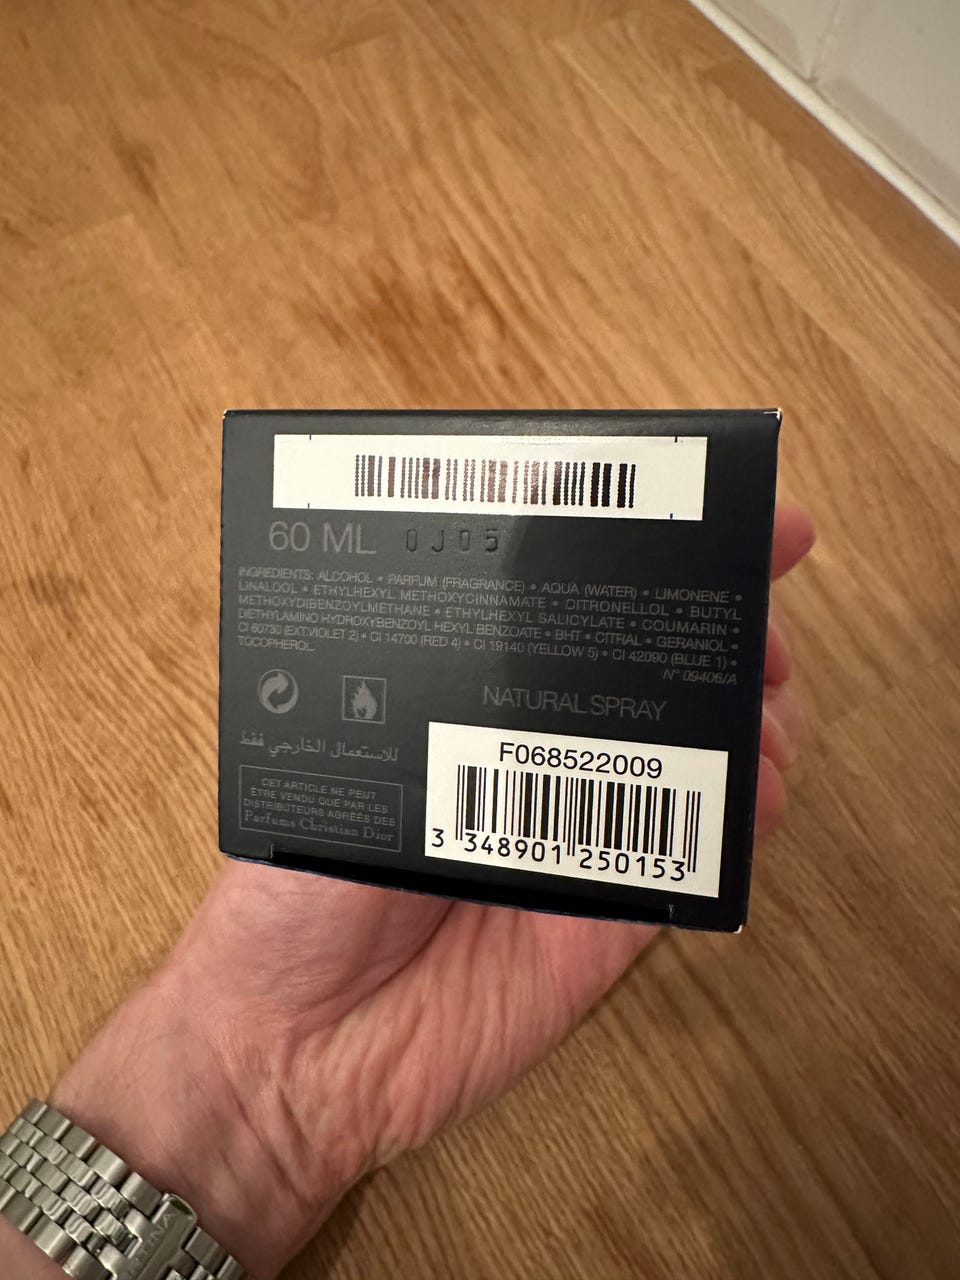 60 ML 0J05
INGREDIENTS: ALCOHOL • PARFUM (FRAGRANCE) • AQUA (WATER) • LIMONENE •
LINALOOL • ETHYLHEXYL METHOXYCINNAMATE • CITRONELLOL • BUTYL
METHOXYDIBENZOYLMETHANE • ETHYLHEXYL SALICYLATE • COUMARIN •
DIETHYLAMINO HYDROXYBENZOYL HEXYL BENZOATE • BHT • CITRAL • GERANIOL •
CI 60730 (EXT.VIOLET 2) • CI 14700 (RED 4) • CI 19140 (YELLOW 5) • CI 42090 (BLUE 1) •
TOCOPHEROL.
N° 09406/A
NATURAL SPRAY
للاستعمال الخارجي فقط
CET ARTICLE NE PEUT
ÊTRE VENDU QUE PAR LES
DISTRIBUTEURS AGRÉÉS DES
Parfums Christian Dior
F068522009
3 348901 250153